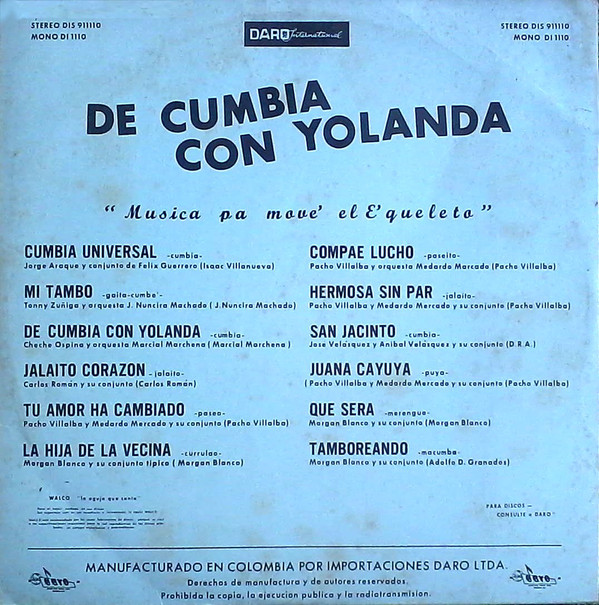 STEREO DIS 911110
MONO DI 1110
DARO International
STEREO DIS 911110
MONO DI 1110
DE CUMBIA
CON YOLANDA
"Musica pa move' el E'queleto"
CUMBIA UNIVERSAL -cumbia-
Jorge Araque y conjunto de Felix Guerrero (Isaac Villanueva)
MI TAMBO -gaita-cumbe'-
Tonny Zuñiga y orquesta J. Nuncira Machado ( J.Nuncira Machado)
DE CUMBIA CON YOLANDA -cumbia-
Cheche Ospina y orquesta Marcial Marchena ( Marcial Marchena )
JALAITO CORAZON -jalaito-
Carlos Román y su conjunto (Carlos Román)
TU AMOR HA CAMBIADO -paseo-
Pacho Villalba y Medardo Mercado y su conjunto (Pacho Villalba)
LA HIJA DE LA VECINA -currulao-
Morgan Blanco y su conjunto tipico ( Morgan Blanco)
COMPAE LUCHO -paseito-
Pacho Villalba y orquesta Medardo Mercado (Pacho Villalba)
HERMOSA SIN PAR -jalaito-
Pacho Villalba y Medardo Mercado y su conjunto (Pacho Villalba)
SAN JACINTO -cumbia-
Jose Velásquez y Anibal Velásquez y su conjunto (D.R.A.)
JUANA CAYUYA -puya-
( Pacho Villalba y Medardo Mercado y su conjunto (Pacho Villalba)
QUE SERA -merengue-
Morgan Blanco y su conjunto (Morgan Blanco)
TAMBOREANDO -macumba-
Morgan Blanco y su conjunto (Adolfo D. Granados)
WALCO "la aguja que canta"
PARA DISCOS —
CONSULTE a DARO"
MANUFACTURADO EN COLOMBIA POR IMPORTACIONES DARO LTDA.
Derechos de manufactura y de autores reservados.
Prohibida la copia, la ejecucion publica y la radiotransmision.
daro
daro